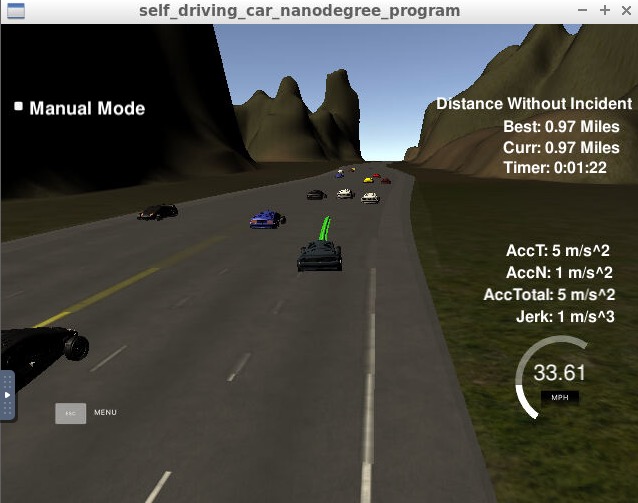 self_driving_car_nanodegree_program
Manual Mode
Distance Without Incident
Best: 0.97 Miles
Curr: 0.97 Miles
Timer: 0:01:22
AccT: 5 m/s^2
AccN: 1 m/s^2
AccTotal: 5 m/s^2
Jerk: 1 m/s^3
33.61
MPH
ESC MENU